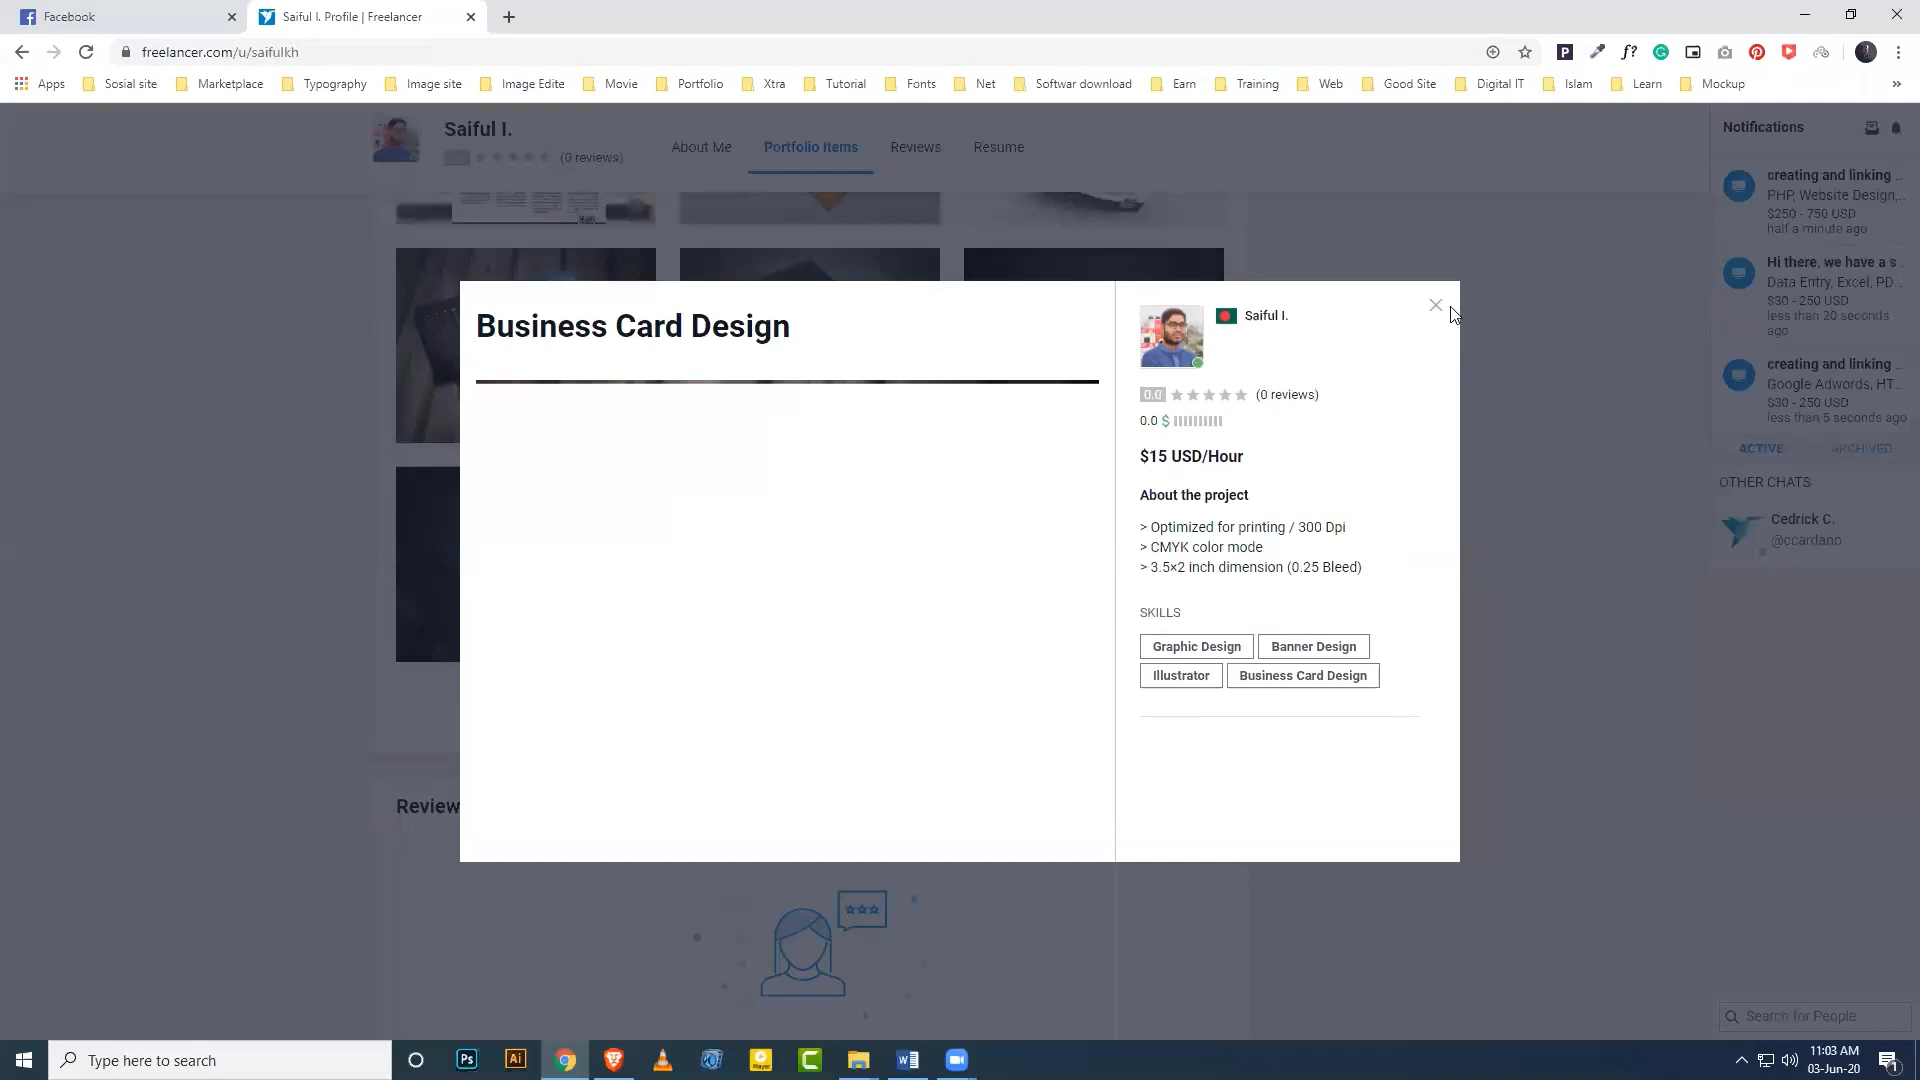 Facebook
Saiful I. Profile | Freelancer
freelancer.com/u/saifulkh
Apps
Sosial site
Marketplace
Typography
Image site
Image Edite
Movie
Portfolio
Xtra
Tutorial
Fonts
Net
Softwar download
Earn
Training
Web
Good Site
Digital IT
Islam
Learn
Mockup
»
Saiful I.
(0 reviews)
About Me
Portfolio Items
Reviews
Resume
Notifications
creating and linking ...
PHP, Website Design,...
$250 - 750 USD
half a minute ago
Hi there, we have a s...
Data Entry, Excel, PD...
$30 - 250 USD
less than 20 seconds
ago
creating and linking ...
Google Adwords, HT...
$30 - 250 USD
less than 5 seconds ago
ACTIVE
ARCHIVED
OTHER CHATS
Cedrick C.
@ccardano
Search for People
Business Card Design
Saiful I.
0.0
(0 reviews)
0.0 $
$15 USD/Hour
About the project
> Optimized for printing / 300 Dpi
> CMYK color mode
> 3.5×2 inch dimension (0.25 Bleed)
SKILLS
Graphic Design
Banner Design
Illustrator
Business Card Design
Review
Type here to search
Ps
Ai
11:03 AM
03-Jun-20
1